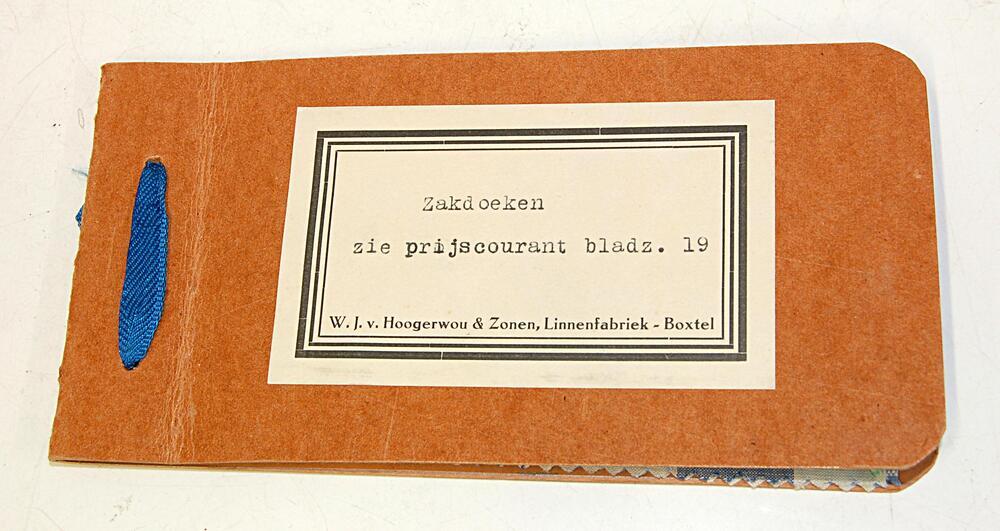 Zakdoeken
zie prijscourant bladz. 19
W. J. v. Hoogerwou & Zonen, Linnenfabriek - Boxtel